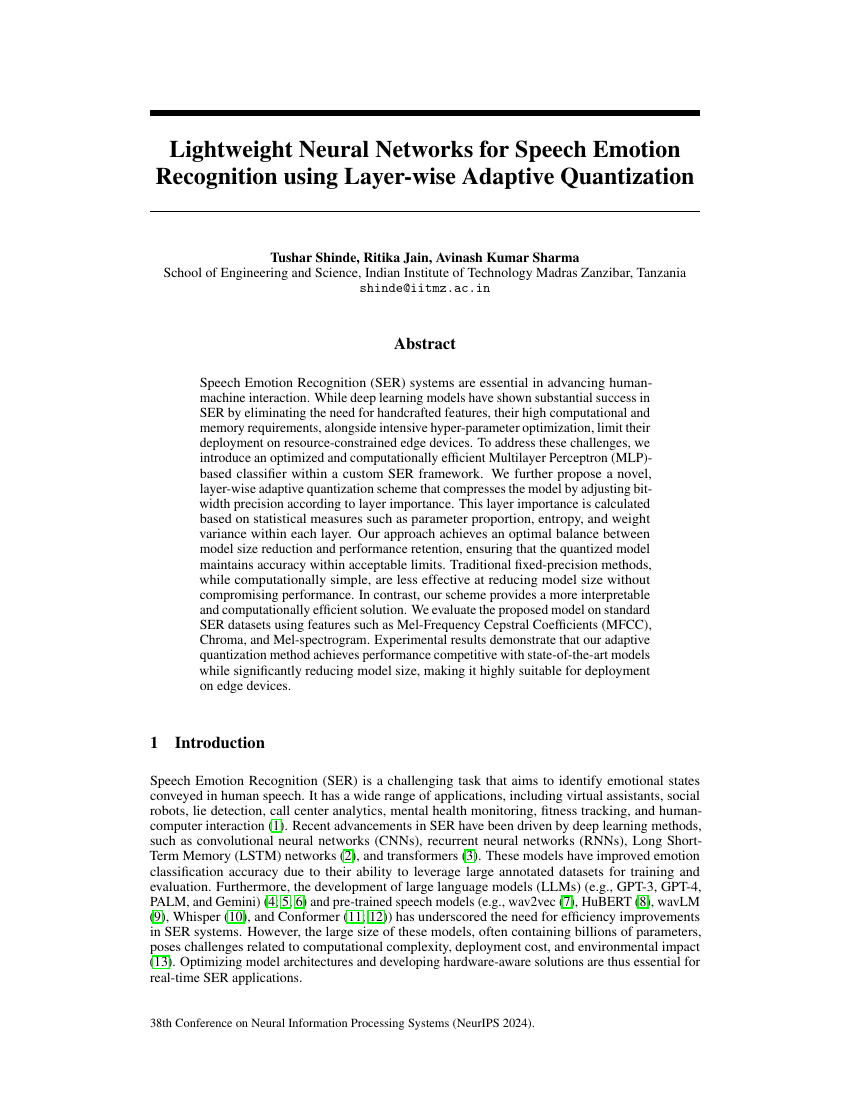 Lightweight Neural Networks for Speech Emotion
Recognition using Layer-wise Adaptive Quantization
Tushar Shinde, Ritika Jain, Avinash Kumar Sharma
School of Engineering and Science, Indian Institute of Technology Madras Zanzibar, Tanzania
shinde@iitmz.ac.in
Abstract
Speech Emotion Recognition (SER) systems are essential in advancing human-
machine interaction. While deep learning models have shown substantial success in
SER by eliminating the need for handcrafted features, their high computational and
memory requirements, alongside intensive hyper-parameter optimization, limit their
deployment on resource-constrained edge devices. To address these challenges, we
introduce an optimized and computationally efficient Multilayer Perceptron (MLP)-
based classifier within a custom SER framework. We further propose a novel,
layer-wise adaptive quantization scheme that compresses the model by adjusting bit-
width precision according to layer importance. This layer importance is calculated
based on statistical measures such as parameter proportion, entropy, and weight
variance within each layer. Our approach achieves an optimal balance between
model size reduction and performance retention, ensuring that the quantized model
maintains accuracy within acceptable limits. Traditional fixed-precision methods,
while computationally simple, are less effective at reducing model size without
compromising performance. In contrast, our scheme provides a more interpretable
and computationally efficient solution. We evaluate the proposed model on standard
SER datasets using features such as Mel-Frequency Cepstral Coefficients (MFCC),
Chroma, and Mel-spectrogram. Experimental results demonstrate that our adaptive
quantization method achieves performance competitive with state-of-the-art models
while significantly reducing model size, making it highly suitable for deployment
on edge devices.
1 Introduction
Speech Emotion Recognition (SER) is a challenging task that aims to identify emotional states
conveyed in human speech. It has a wide range of applications, including virtual assistants, social
robots, lie detection, call center analytics, mental health monitoring, fitness tracking, and human-
computer interaction (1). Recent advancements in SER have been driven by deep learning methods,
such as convolutional neural networks (CNNs), recurrent neural networks (RNNs), Long Short-
Term Memory (LSTM) networks (2), and transformers (3). These models have improved emotion
classification accuracy due to their ability to leverage large annotated datasets for training and
evaluation. Furthermore, the development of large language models (LLMs) (e.g., GPT-3, GPT-4,
PALM, and Gemini) (4; 5; 6) and pre-trained speech models (e.g., wav2vec (7), HuBERT (8), wavLM
(9), Whisper (10), and Conformer (11; 12)) has underscored the need for efficiency improvements
in SER systems. However, the large size of these models, often containing billions of parameters,
poses challenges related to computational complexity, deployment cost, and environmental impact
(13). Optimizing model architectures and developing hardware-aware solutions are thus essential for
real-time SER applications.
38th Conference on Neural Information Processing Systems (NeurIPS 2024).